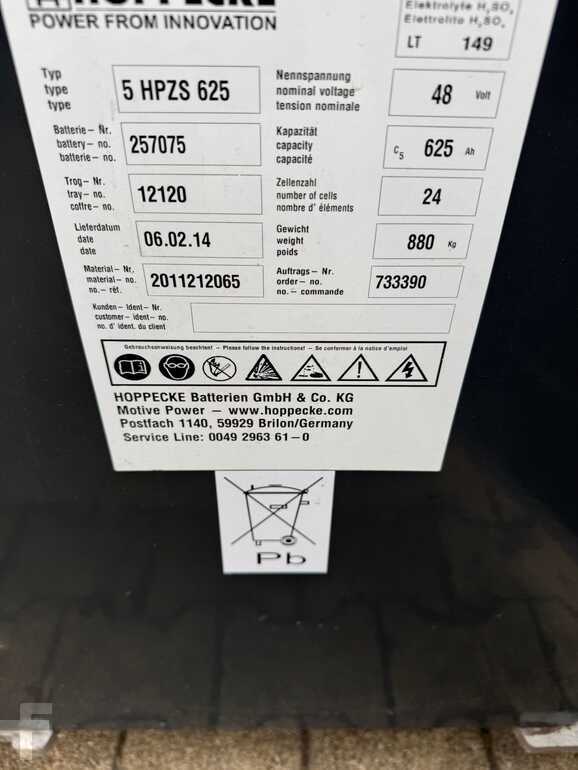 HOPPECKE
POWER FROM INNOVATION
Elektrolyte H₂SO₄
Elettrolito H₂SO₄
LT 149
Typ
type
type
5 HPZS 625
Nennspannung
nominal voltage
tension nominale
48 Volt
Batterie – Nr.
battery – no.
batterie – no.
257075
Kapazität
capacity
capacité
C₅ 625 Ah
Trog – Nr.
tray – no.
coffre – no.
12120
Zellenzahl
number of cells
nombre d' éléments
24
Lieferdatum
date
date
06.02.14
Gewicht
weight
poids
880 Kg
Material – Nr.
material – no.
no. – rét.
2011212065
Auftrags – Nr.
order – no.
no. – commande
733390
Kunden – Ident – Nr.
customer – ident – no.
no. d' ident. du client
Gebrauchsanweisung beachten! – Please follow the instructions! – Se conformer à la notice d'emploi
HOPPECKE Batterien GmbH & Co. KG
Motive Power – www.hoppecke.com
Postfach 1140, 59929 Brilon/Germany
Service Line: 0049 2963 61–0
Pb